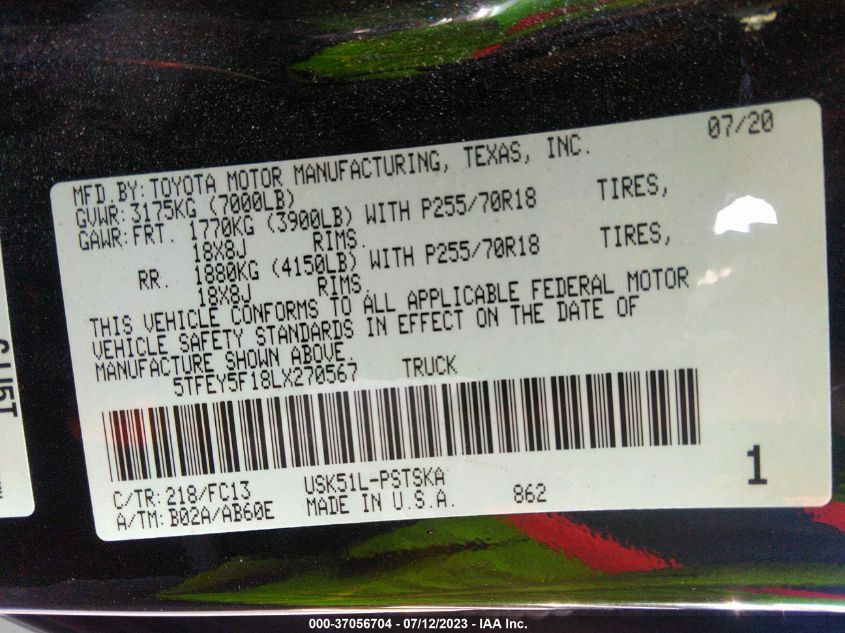 07/20
MFD.BY: TOYOTA MOTOR MANUFACTURING, TEXAS, INC.
GVWR: 3175KG (7000LB)
GAWR: FRT. 1770KG (3900LB) WITH P255/70R18 TIRES,
18X8J RIMS.
RR. 1880KG (4150LB) WITH P255/70R18 TIRES,
18X8J RIMS.
THIS VEHICLE CONFORMS TO ALL APPLICABLE FEDERAL MOTOR
VEHICLE SAFETY STANDARDS IN EFFECT ON THE DATE OF
MANUFACTURE SHOWN ABOVE.
5TFEY5F18LX270567 TRUCK
C/TR: 218/FC13 USK51L-PSTSKA
A/TM: B02A/AB60E MADE IN U.S.A. 862
1
000-37056704 - 07/12/2023 - IAA Inc.